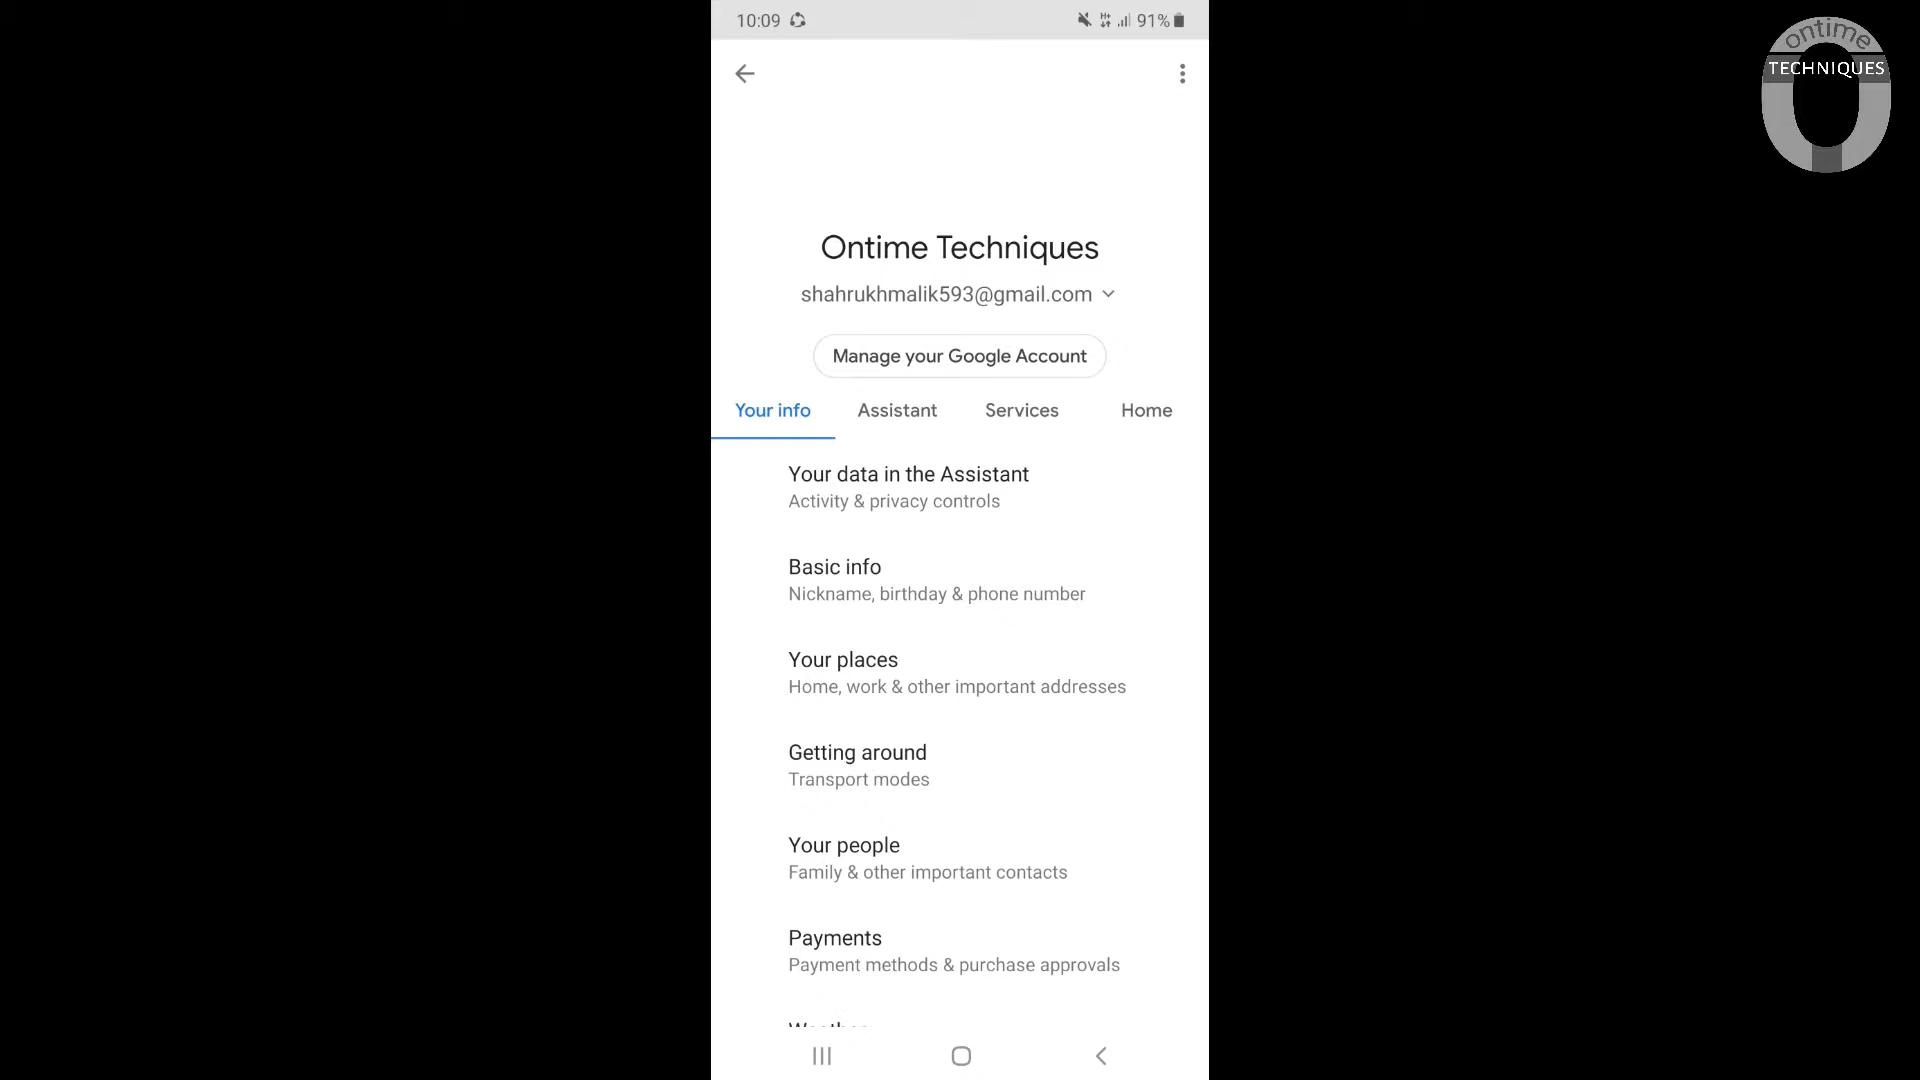 10:09
91%
ontime
TECHNIQUES
Ontime Techniques
shahrukhmalik593@gmail.com
Manage your Google Account
Your info Assistant Services Home
Your data in the Assistant
Activity & privacy controls
Basic info
Nickname, birthday & phone number
Your places
Home, work & other important addresses
Getting around
Transport modes
Your people
Family & other important contacts
Payments
Payment methods & purchase approvals